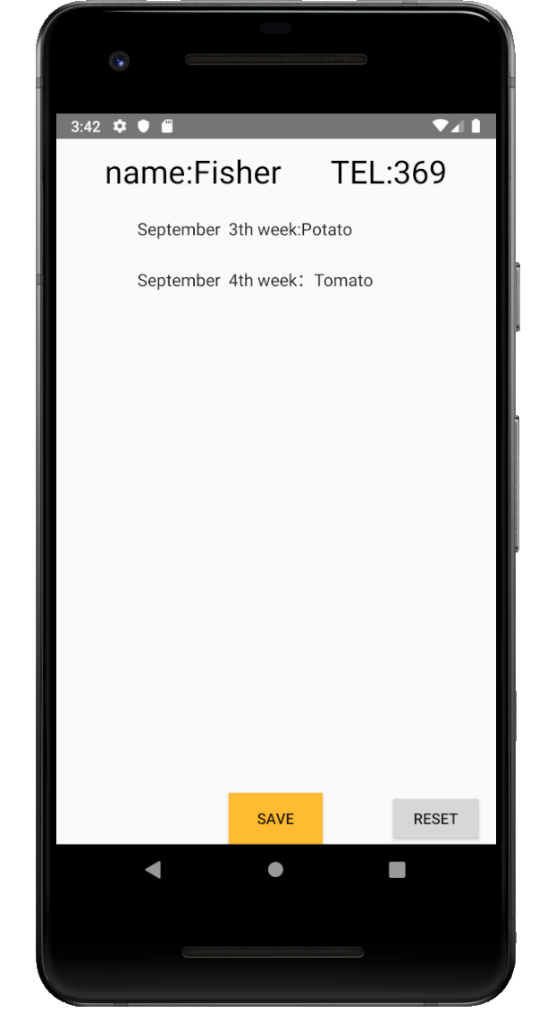 3:42
name:Fisher TEL:369
September 3th week:Potato
September 4th week：Tomato
SAVE RESET